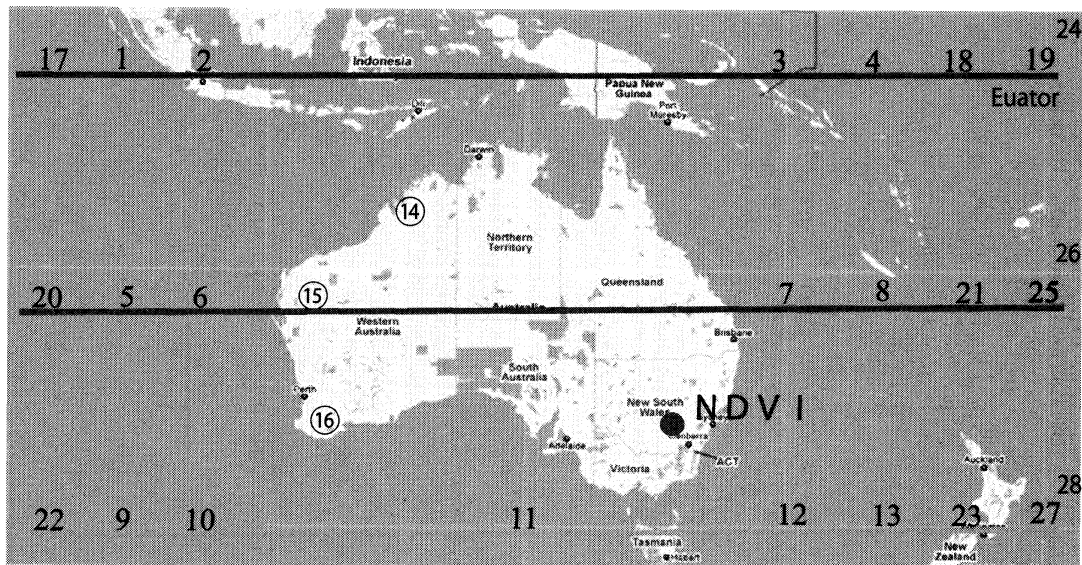 24
17 1 2 Indonesia 3 4 18 19
Papua New
Guinea
Euator
Dili
Port
Moresby
Darwin
14
Northern
Territory
26
Queensland
20 5 6 15 7 8 21 25
Australia
Western
Australia
Brisbane
South
Australia
Perth
New South
Wales
NDVI
16
Sydney
Canberra
Adelaide
ACT
Victoria
Auckland
28
22 9 10 11 12 13 23 27
Tasmania
Hobart
New
Zealand